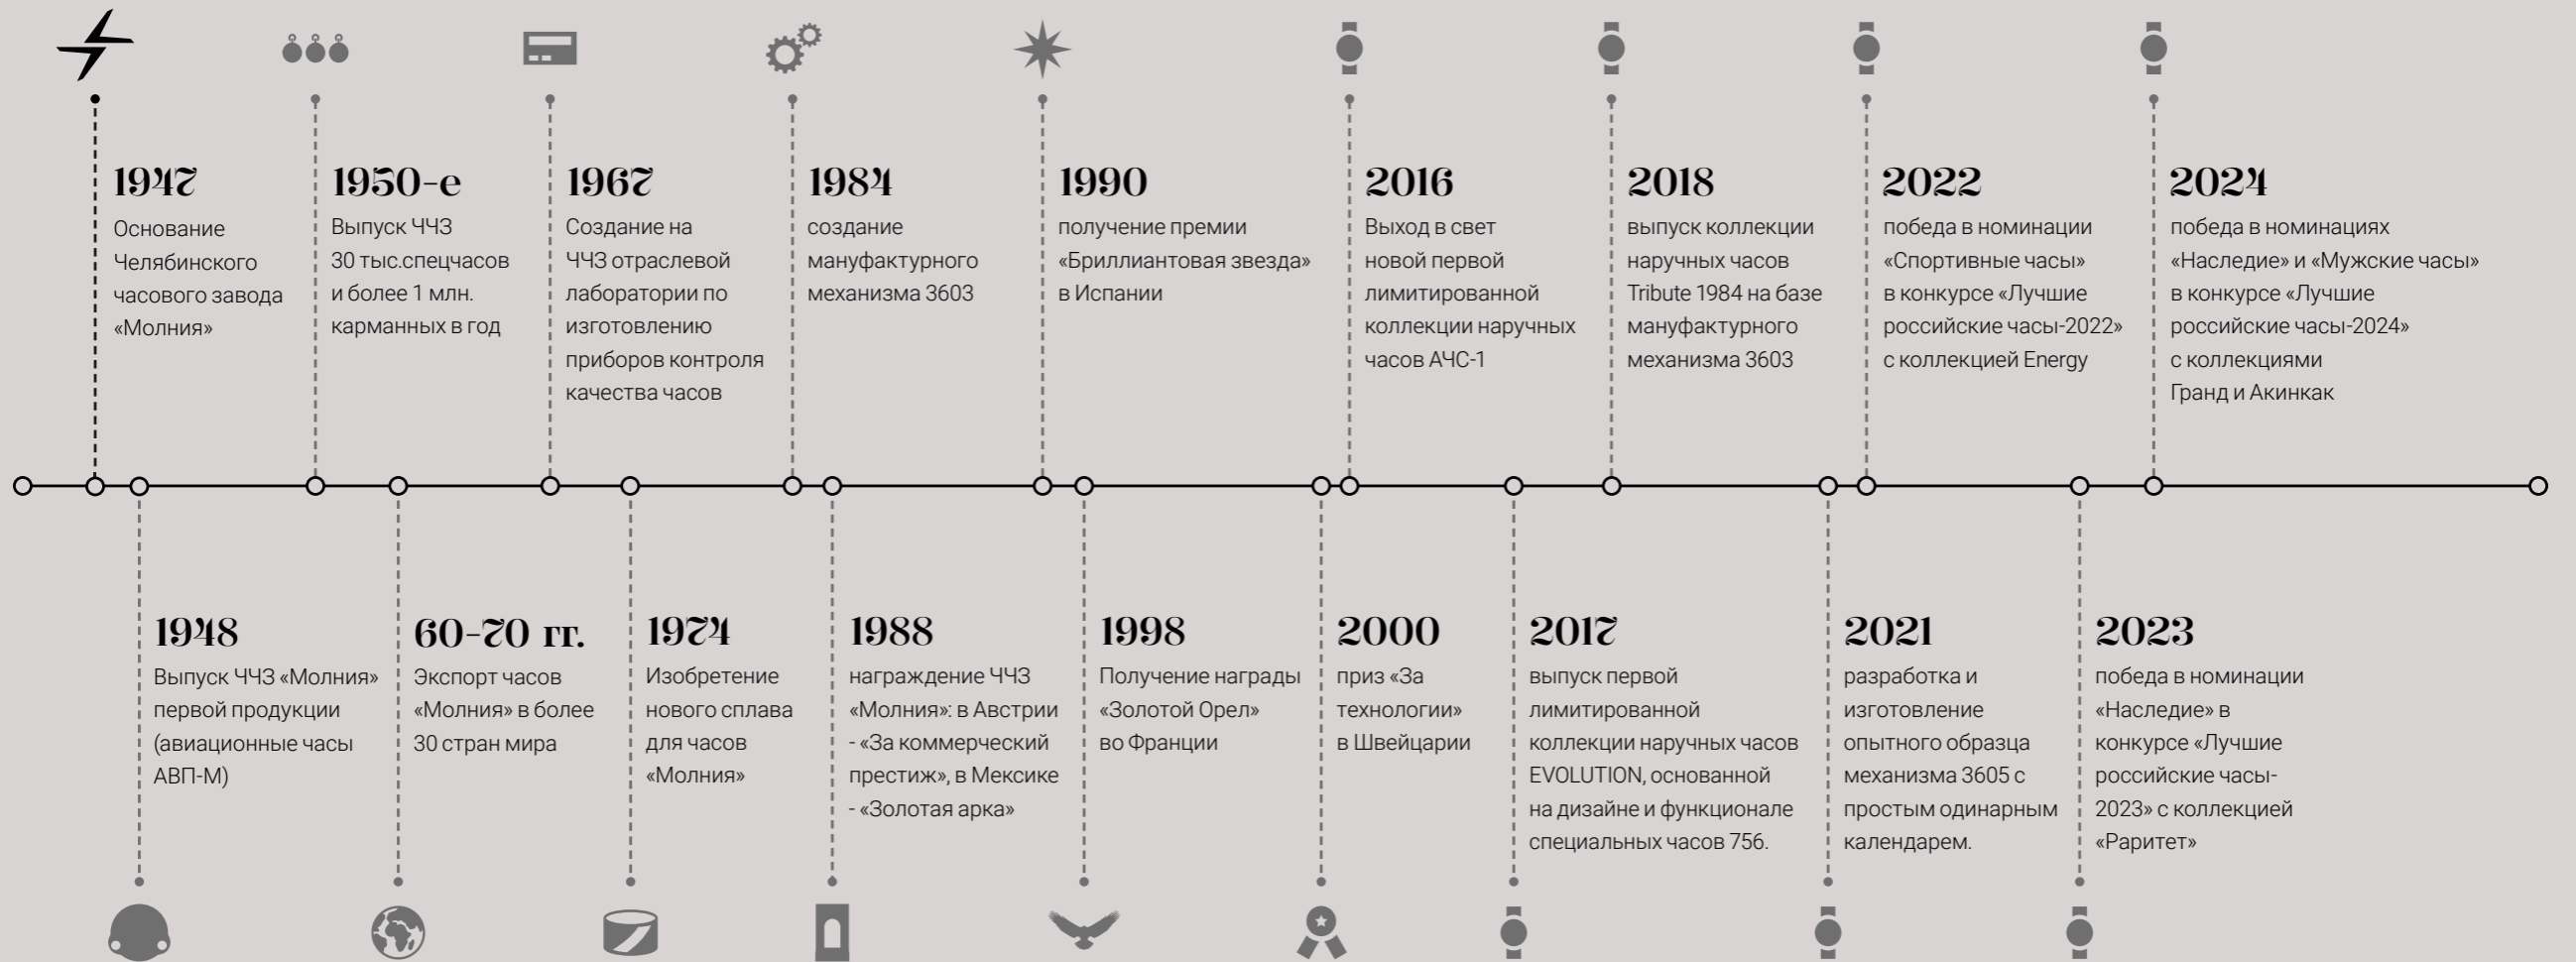 1947
Основание
Челябинского
часового завода
«Молния»
1950-е
Выпуск ЧЧЗ
30 тыс.спецчасов
и более 1 млн.
карманных в год
1967
Создание на
ЧЧЗ отраслевой
лаборатории по
изготовлению
приборов контроля
качества часов
1984
создание
мануфактурного
механизма 3603
1990
получение премии
«Бриллиантовая звезда»
в Испании
2016
Выход в свет
новой первой
лимитированной
коллекции наручных
часов АЧС-1
2018
выпуск коллекции
наручных часов
Tribute 1984 на базе
мануфактурного
механизма 3603
2022
победа в номинации
«Спортивные часы»
в конкурсе «Лучшие
российские часы-2022»
с коллекцией Energy
2024
победа в номинациях
«Наследие» и «Мужские часы»
в конкурсе «Лучшие
российские часы-2024»
с коллекциями
Гранд и Акинкак
1948
Выпуск ЧЧЗ «Молния»
первой продукции
(авиационные часы
АВП-М)
60-70 гг.
Экспорт часов
«Молния» в более
30 стран мира
1974
Изобретение
нового сплава
для часов
«Молния»
1988
награждение ЧЧЗ
«Молния»: в Австрии
- «За коммерческий
престиж», в Мексике
- «Золотая арка»
1998
Получение награды
«Золотой Орел»
во Франции
2000
приз «За
технологии»
в Швейцарии
2017
выпуск первой
лимитированной
коллекции наручных часов
EVOLUTION, основанной
на дизайне и функционале
специальных часов 756.
2021
разработка и
изготовление
опытного образца
механизма 3605 с
простым одинарным
календарем.
2023
победа в номинации
«Наследие» в
конкурсе «Лучшие
российские часы-
2023» с коллекцией
«Раритет»